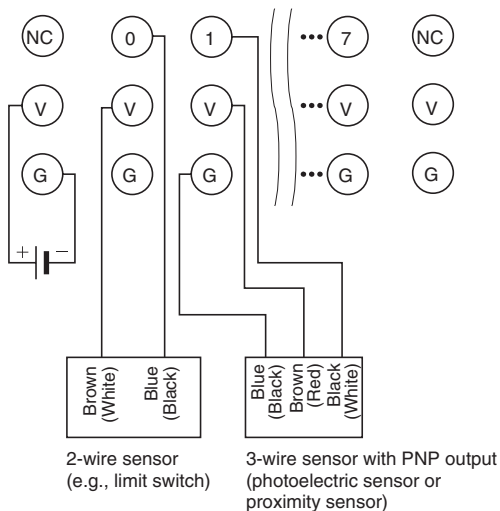 NC 0 1 ••• 7 NC
V V V ••• V V
G G G ••• G G
+ −
Brown
(White)
Blue
(Black)
Blue
(Black)
Brown
(Red)
Black
(White)
2-wire sensor
(e.g., limit switch)
3-wire sensor with PNP output
(photoelectric sensor or
proximity sensor)